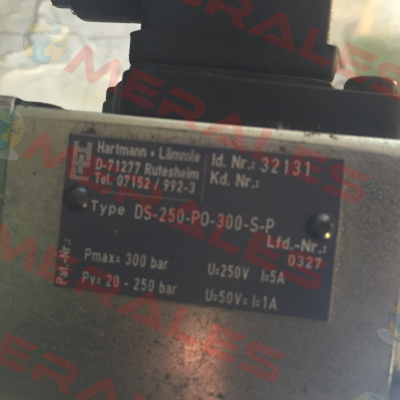 MERALES
MERALES
MERALES
Hartmann + Lämmle
D-71277 Rutesheim
Tel. 07152 / 992-3
Id. Nr.: 32131
Kd. Nr.:
Type DS-250-PO-300-S-P
Lfd.-Nr.:
0327
Pat.-Nr.:
Pmax= 300 bar
U=250V I=5A
Pv= 20 - 250 bar
U=50V= I=1A